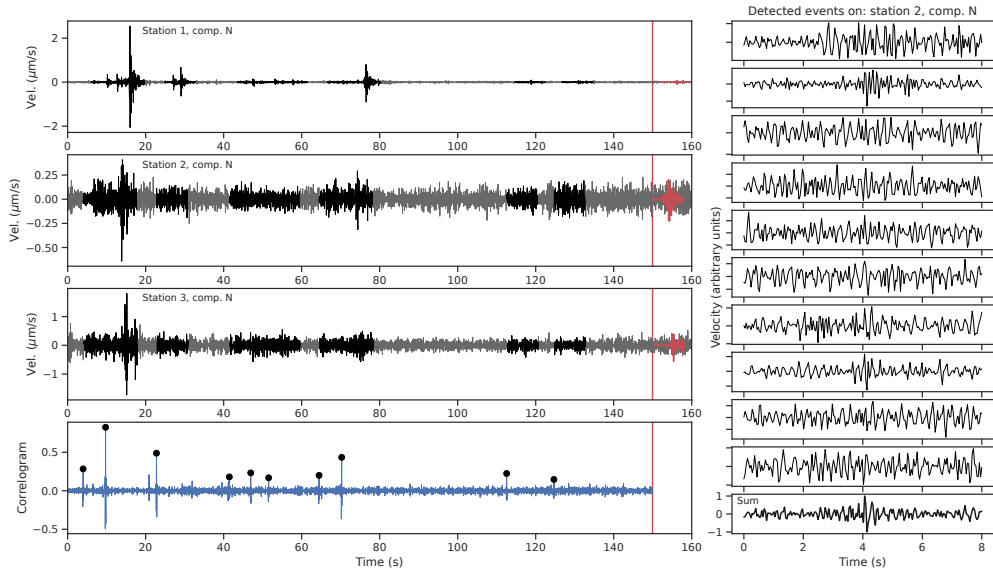 Station 1, comp. N
Vel. (μm/s)
2
0
−2
0 20 40 60 80 100 120 140 160
Station 2, comp. N
Vel. (μm/s)
0.25
0.00
−0.25
−0.50
0 20 40 60 80 100 120 140 160
Station 3, comp. N
Vel. (μm/s)
1
0
−1
0 20 40 60 80 100 120 140 160
Correlogram
0.5
0.0
−0.5
0 20 40 60 80 100 120 140 160
Time (s)
Detected events on: station 2, comp. N
Velocity (arbitrary units)
Sum
1
0
−1
0 2 4 6 8
Time (s)